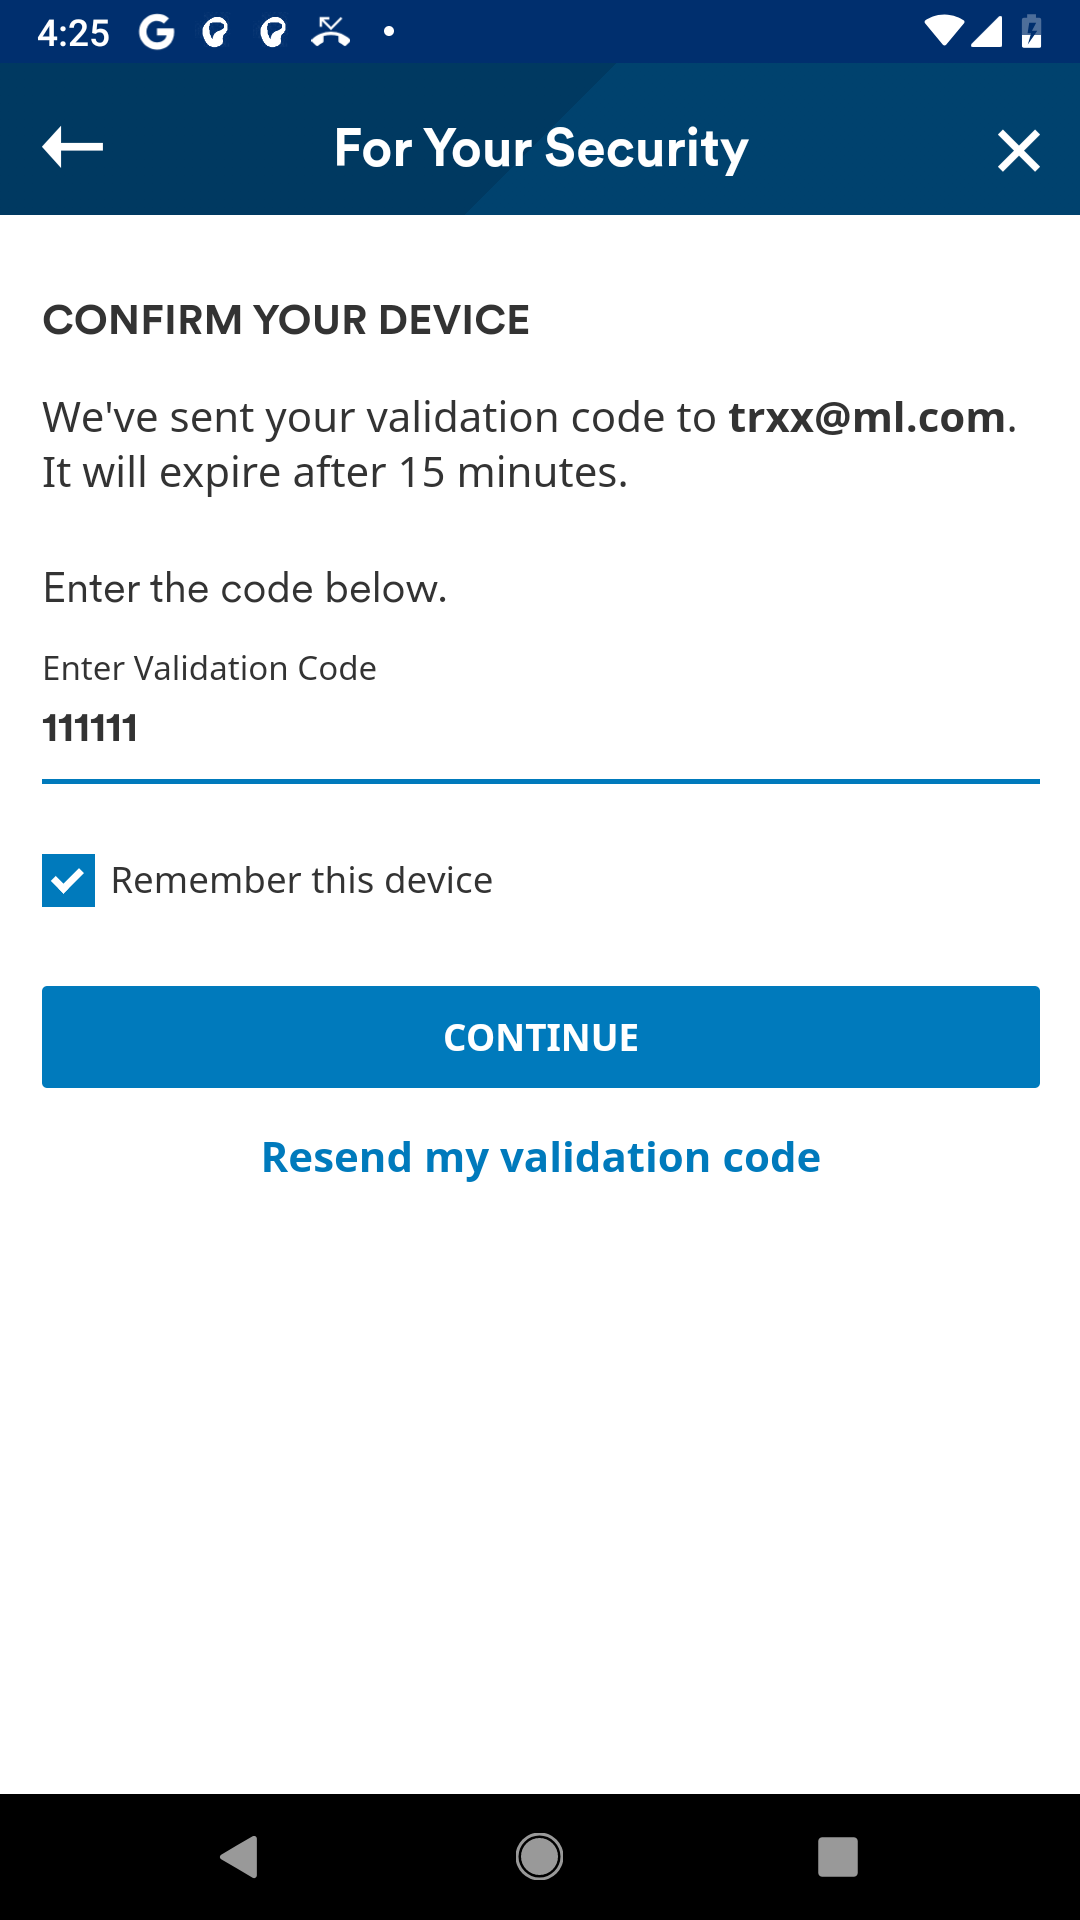 4:25
For Your Security
CONFIRM YOUR DEVICE
We've sent your validation code to trxx@ml.com.
It will expire after 15 minutes.
Enter the code below.
Enter Validation Code
111111
Remember this device
CONTINUE
Resend my validation code